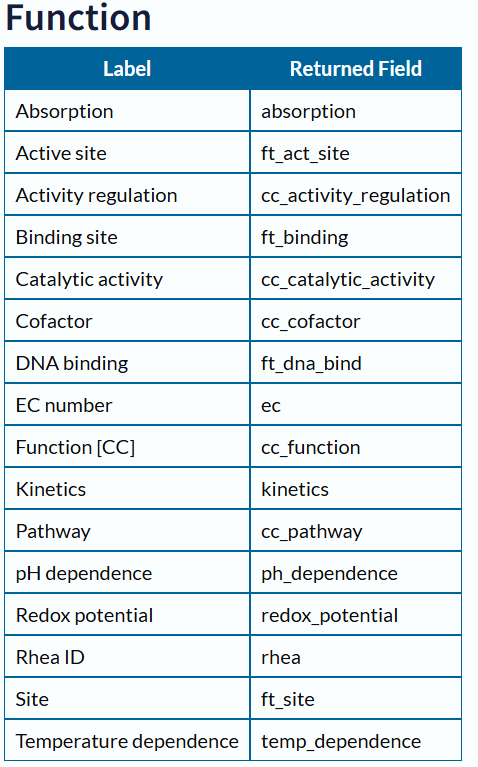 Function
Label Returned Field
Absorption absorption
Active site ft_act_site
Activity regulation cc_activity_regulation
Binding site ft_binding
Catalytic activity cc_catalytic_activity
Cofactor cc_cofactor
DNA binding ft_dna_bind
EC number ec
Function [CC] cc_function
Kinetics kinetics
Pathway cc_pathway
pH dependence ph_dependence
Redox potential redox_potential
Rhea ID rhea
Site ft_site
Temperature dependence temp_dependence